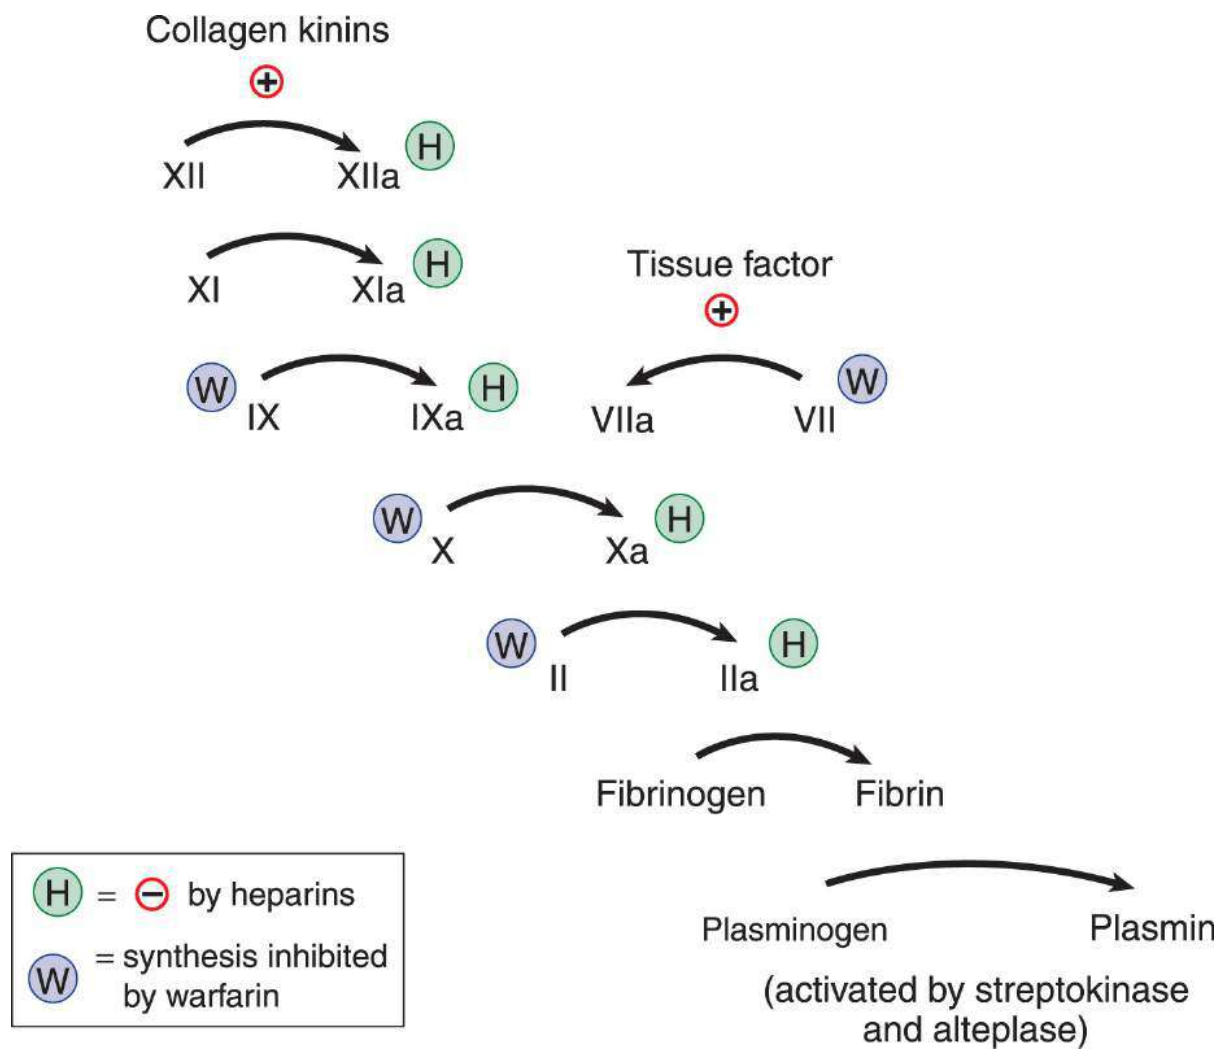 Collagen kinins
+
XII XIIa H
XI XIa H
Tissue factor
+
W IX IXa H VIIa VII W
W X Xa H
W II IIa H
Fibrinogen Fibrin
Plasminogen Plasmin
(activated by streptokinase
and alteplase)
H = − by heparins
W = synthesis inhibited
by warfarin